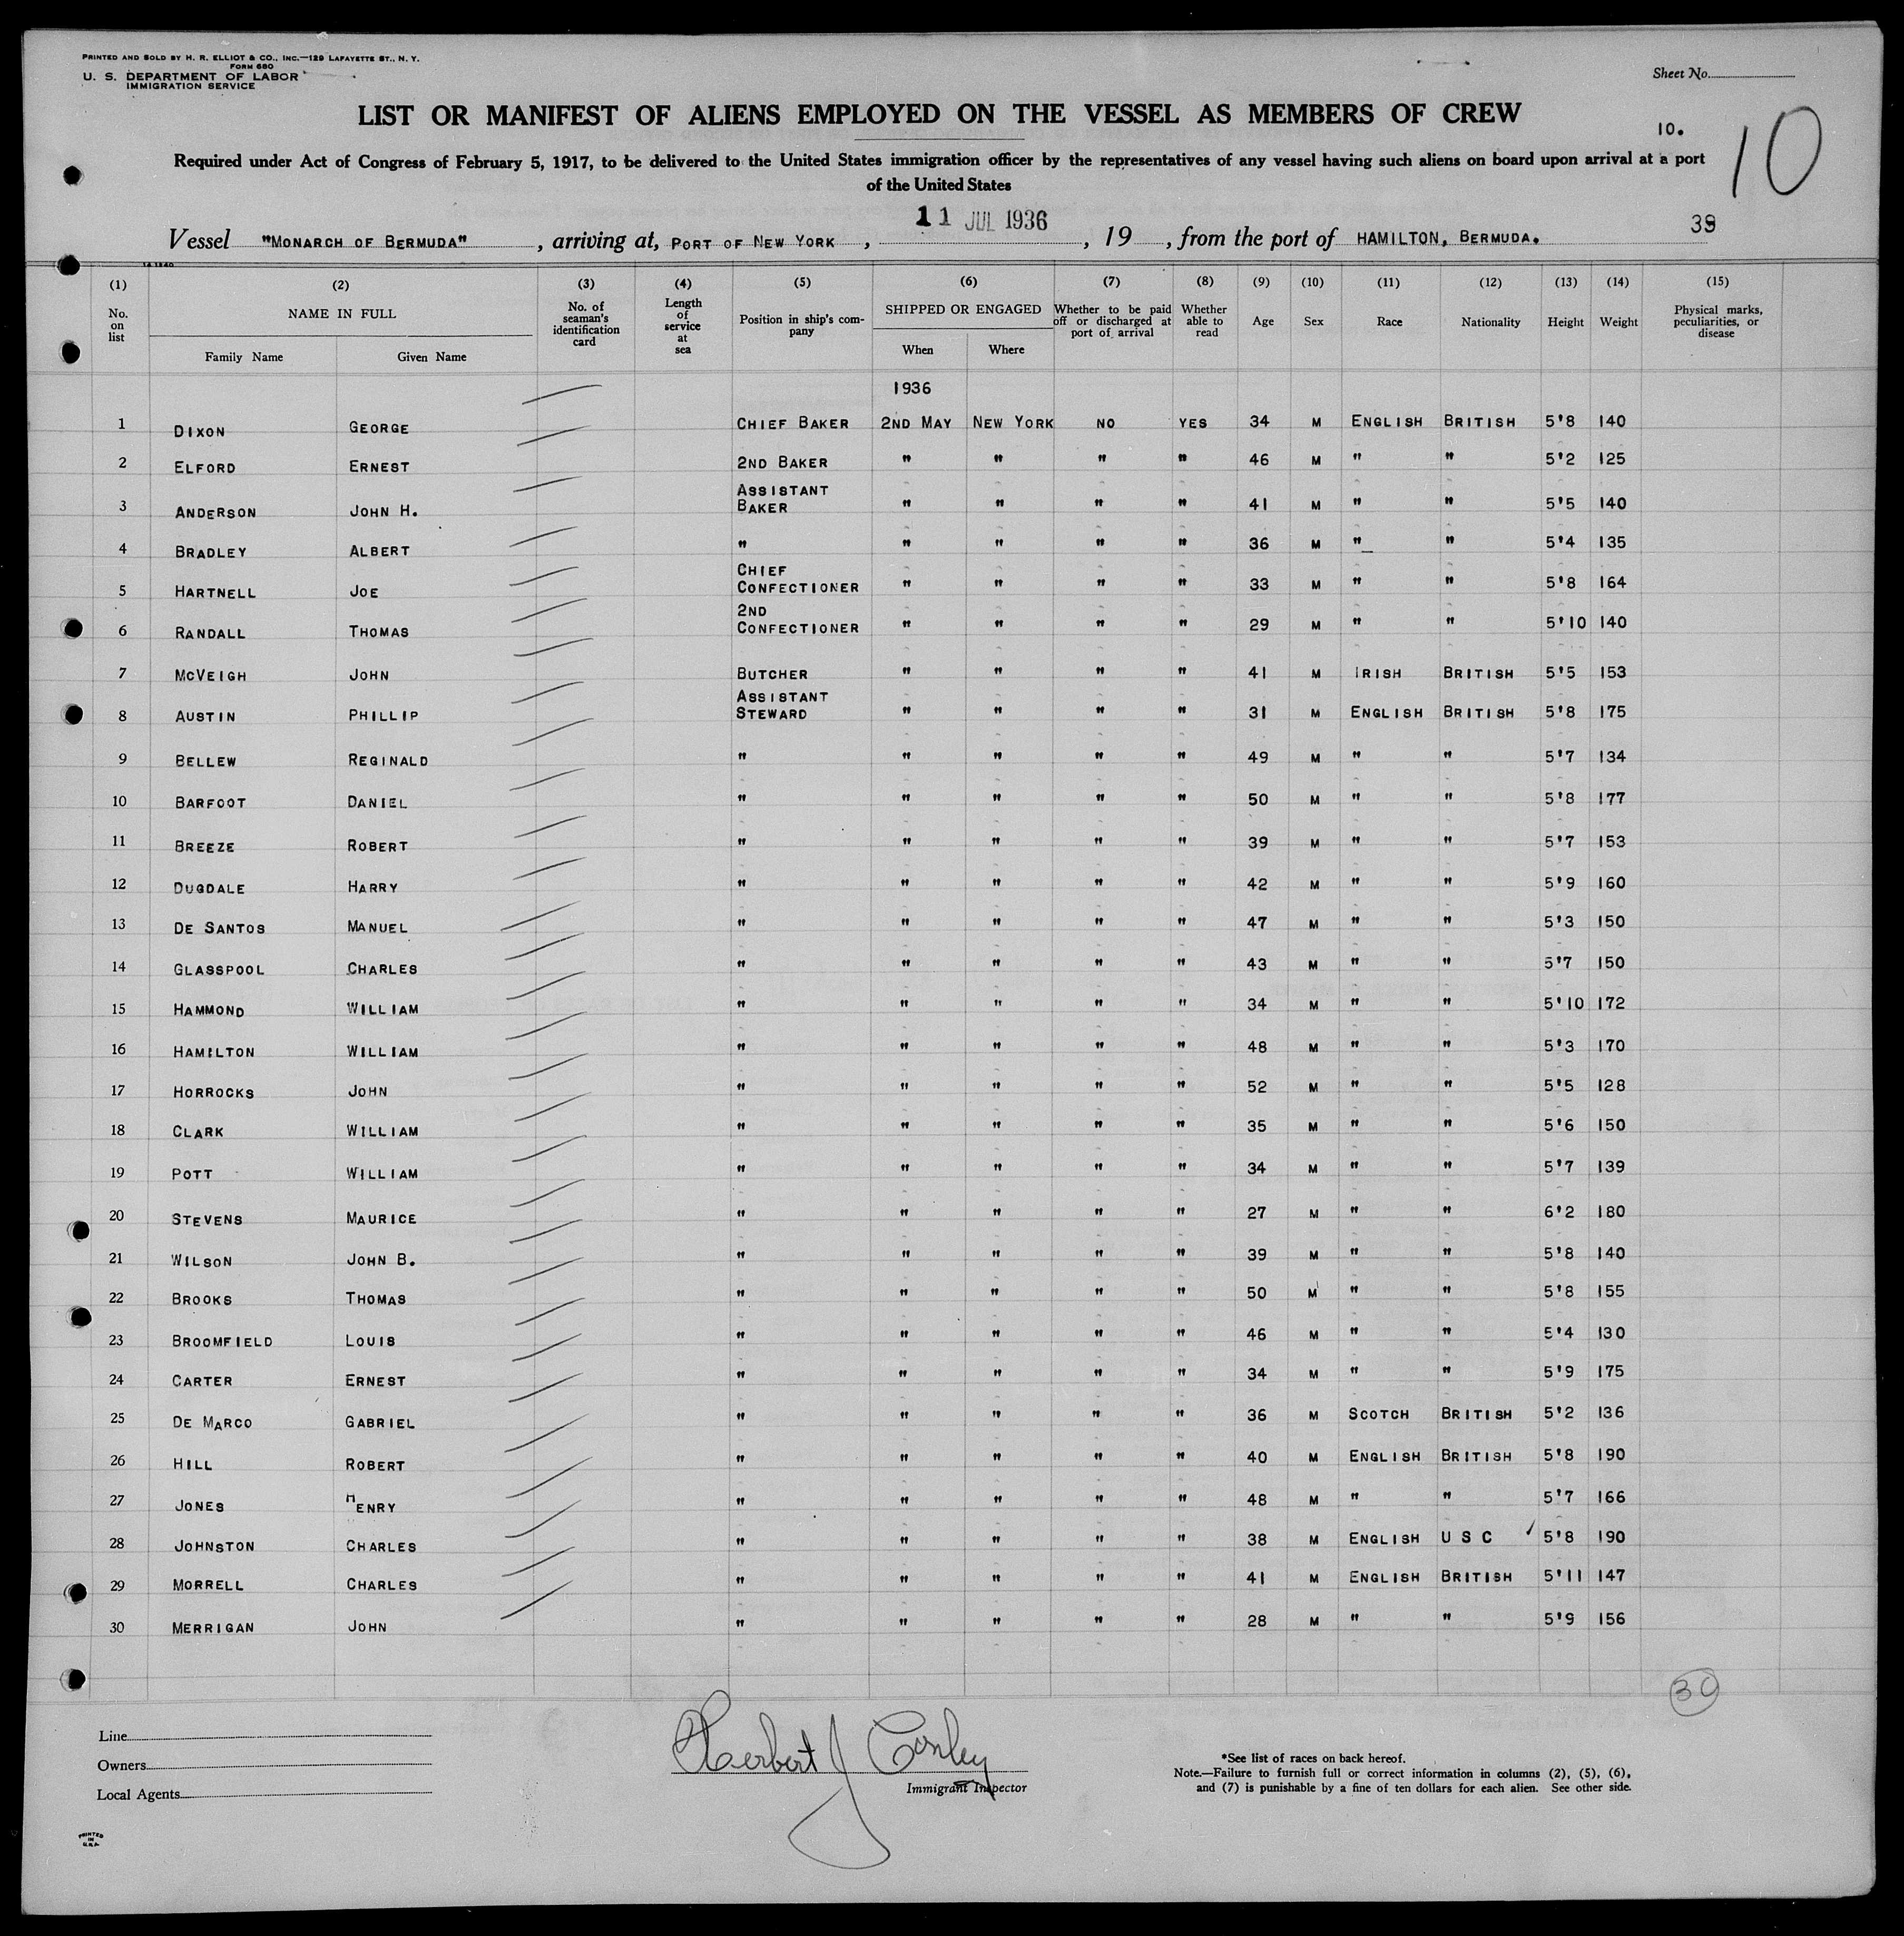 PRINTED AND SOLD BY H. R. ELLIOT & CO., INC.—129 LAFAYETTE ST., N. Y.
FORM 680
U. S. DEPARTMENT OF LABOR
IMMIGRATION SERVICE
Sheet No.
LIST OR MANIFEST OF ALIENS EMPLOYED ON THE VESSEL AS MEMBERS OF CREW
10.
10
Required under Act of Congress of February 5, 1917, to be delivered to the United States immigration officer by the representatives of any vessel having such aliens on board upon arrival at a port
of the United States
Vessel "MONARCH OF BERMUDA", arriving at, PORT OF NEW YORK, 11 JUL 1936, 19, from the port of HAMILTON, BERMUDA.
(1) (2) (3) (4) (5) (6) (7) (8) (9) (10) (11) (12) (13) (14) (15)
No. on list NAME IN FULL Family Name Given Name No. of seaman's identification card Length of service at sea Position in ship's company SHIPPED OR ENGAGED When Where Whether to be paid off or discharged at port of arrival Whether able to read Age Sex Race Nationality Height Weight Physical marks, peculiarities, or disease
1936
1 DIXON GEORGE CHIEF BAKER 2ND MAY NEW YORK NO YES 34 M ENGLISH BRITISH 5'8 140
2 ELFORD ERNEST 2ND BAKER " " " " 46 M " " 5'2 125
3 ANDERSON JOHN H. ASSISTANT BAKER " " " " 41 M " " 5'5 140
4 BRADLEY ALBERT " " " " " 36 M " " 5'4 135
5 HARTNELL JOE CHIEF CONFECTIONER " " " " 33 M " " 5'8 164
6 RANDALL THOMAS 2ND CONFECTIONER " " " " 29 M " " 5'10 140
7 MCVEIGH JOHN BUTCHER " " " " 41 M IRISH BRITISH 5'5 153
8 AUSTIN PHILLIP ASSISTANT STEWARD " " " " 31 M ENGLISH BRITISH 5'8 175
9 BELLEW REGINALD " " " " " 49 M " " 5'7 134
10 BARFOOT DANIEL " " " " " 50 M " " 5'8 177
11 BREEZE ROBERT " " " " " 39 M " " 5'7 153
12 DUGDALE HARRY " " " " " 42 M " " 5'9 160
13 DE SANTOS MANUEL " " " " " 47 M " " 5'3 150
14 GLASSPOOL CHARLES " " " " " 43 M " " 5'7 150
15 HAMMOND WILLIAM " " " " " 34 M " " 5'10 172
16 HAMILTON WILLIAM " " " " " 48 M " " 5'3 170
17 HORROCKS JOHN " " " " " 52 M " " 5'5 128
18 CLARK WILLIAM " " " " " 35 M " " 5'6 150
19 POTT WILLIAM " " " " " 34 M " " 5'7 139
20 STEVENS MAURICE " " " " " 27 M " " 6'2 180
21 WILSON JOHN B. " " " " " 39 M " " 5'8 140
22 BROOKS THOMAS " " " " " 50 M " " 5'8 155
23 BROOMFIELD LOUIS " " " " " 46 M " " 5'4 130
24 CARTER ERNEST " " " " " 34 M " " 5'9 175
25 DE MARCO GABRIEL " " " " " 36 M SCOTCH BRITISH 5'2 136
26 HILL ROBERT " " " " " 40 M ENGLISH BRITISH 5'8 190
27 JONES HENRY " " " " " 48 M " " 5'7 166
28 JOHNSTON CHARLES " " " " " 38 M ENGLISH U S C 5'8 190
29 MORRELL CHARLES " " " " " 41 M ENGLISH BRITISH 5'11 147
30 MERRIGAN JOHN " " " " " 28 M " " 5'9 156
30
Line
Owners
Local Agents
Herbert J Conley
Immigrant Inspector
*See list of races on back hereof.
Note.—Failure to furnish full or correct information in columns (2), (5), (6),
and (7) is punishable by a fine of ten dollars for each alien. See other side.
PRINTED
IN
U.S.A.